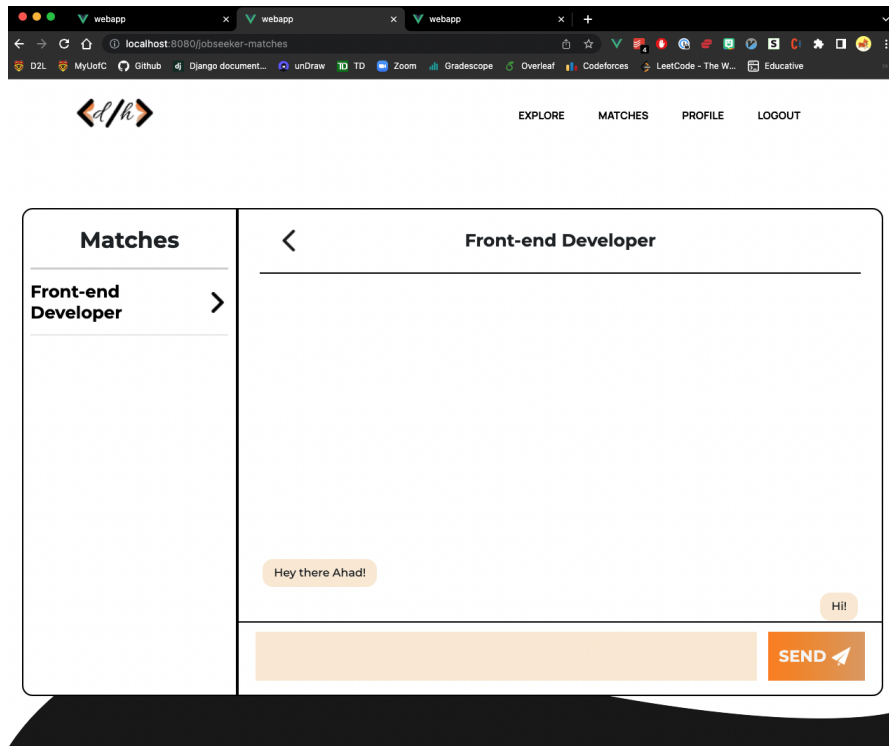 webapp
webapp
webapp
localhost:8080/jobseeker-matches
D2L MyUofC Github Django document... unDraw TD Zoom Gradescope Overleaf Codeforces LeetCode - The W... Educative
d/h EXPLORE MATCHES PROFILE LOGOUT
Matches
Front-end
Developer
Front-end Developer
Hey there Ahad!
Hi!
SEND